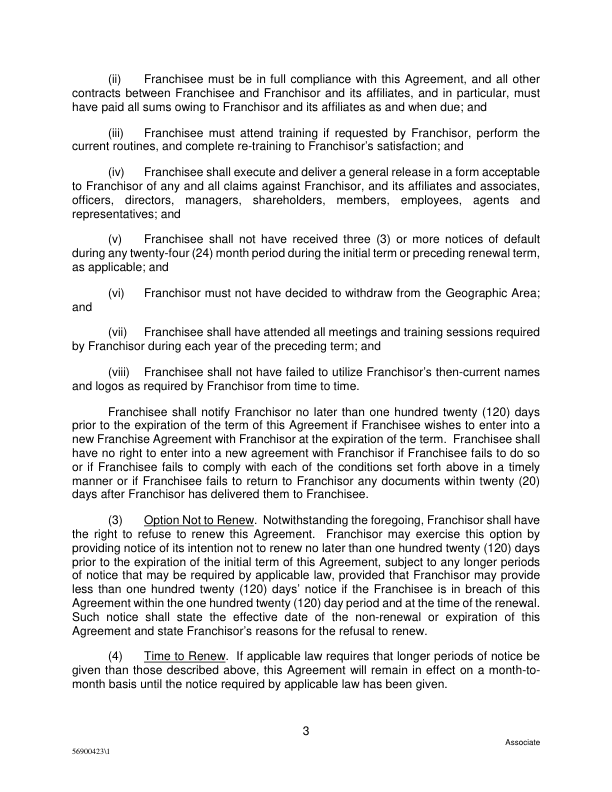 (ii) Franchisee must be in full compliance with this Agreement, and all other
contracts between Franchisee and Franchisor and its affiliates, and in particular, must
have paid all sums owing to Franchisor and its affiliates as and when due; and
(iii) Franchisee must attend training if requested by Franchisor, perform the
current routines, and complete re-training to Franchisor's satisfaction; and
(iv) Franchisee shall execute and deliver a general release in a form acceptable
to Franchisor of any and all claims against Franchisor, and its affiliates and associates,
officers, directors, managers, shareholders, members, employees, agents and
representatives; and
(v) Franchisee shall not have received three (3) or more notices of default
during any twenty-four (24) month period during the initial term or preceding renewal term,
as applicable; and
(vi) Franchisor must not have decided to withdraw from the Geographic Area;
and
(vii) Franchisee shall have attended all meetings and training sessions required
by Franchisor during each year of the preceding term; and
(viii) Franchisee shall not have failed to utilize Franchisor's then-current names
and logos as required by Franchisor from time to time.
Franchisee shall notify Franchisor no later than one hundred twenty (120) days
prior to the expiration of the term of this Agreement if Franchisee wishes to enter into a
new Franchise Agreement with Franchisor at the expiration of the term. Franchisee shall
have no right to enter into a new agreement with Franchisor if Franchisee fails to do so
or if Franchisee fails to comply with each of the conditions set forth above in a timely
manner or if Franchisee fails to return to Franchisor any documents within twenty (20)
days after Franchisor has delivered them to Franchisee.
(3) Option Not to Renew. Notwithstanding the foregoing, Franchisor shall have
the right to refuse to renew this Agreement. Franchisor may exercise this option by
providing notice of its intention not to renew no later than one hundred twenty (120) days
prior to the expiration of the initial term of this Agreement, subject to any longer periods
of notice that may be required by applicable law, provided that Franchisor may provide
less than one hundred twenty (120) days' notice if the Franchisee is in breach of this
Agreement within the one hundred twenty (120) day period and at the time of the renewal.
Such notice shall state the effective date of the non-renewal or expiration of this
Agreement and state Franchisor's reasons for the refusal to renew.
(4) Time to Renew. If applicable law requires that longer periods of notice be
given than those described above, this Agreement will remain in effect on a month-to-
month basis until the notice required by applicable law has been given.
3
Associate
56900423\1